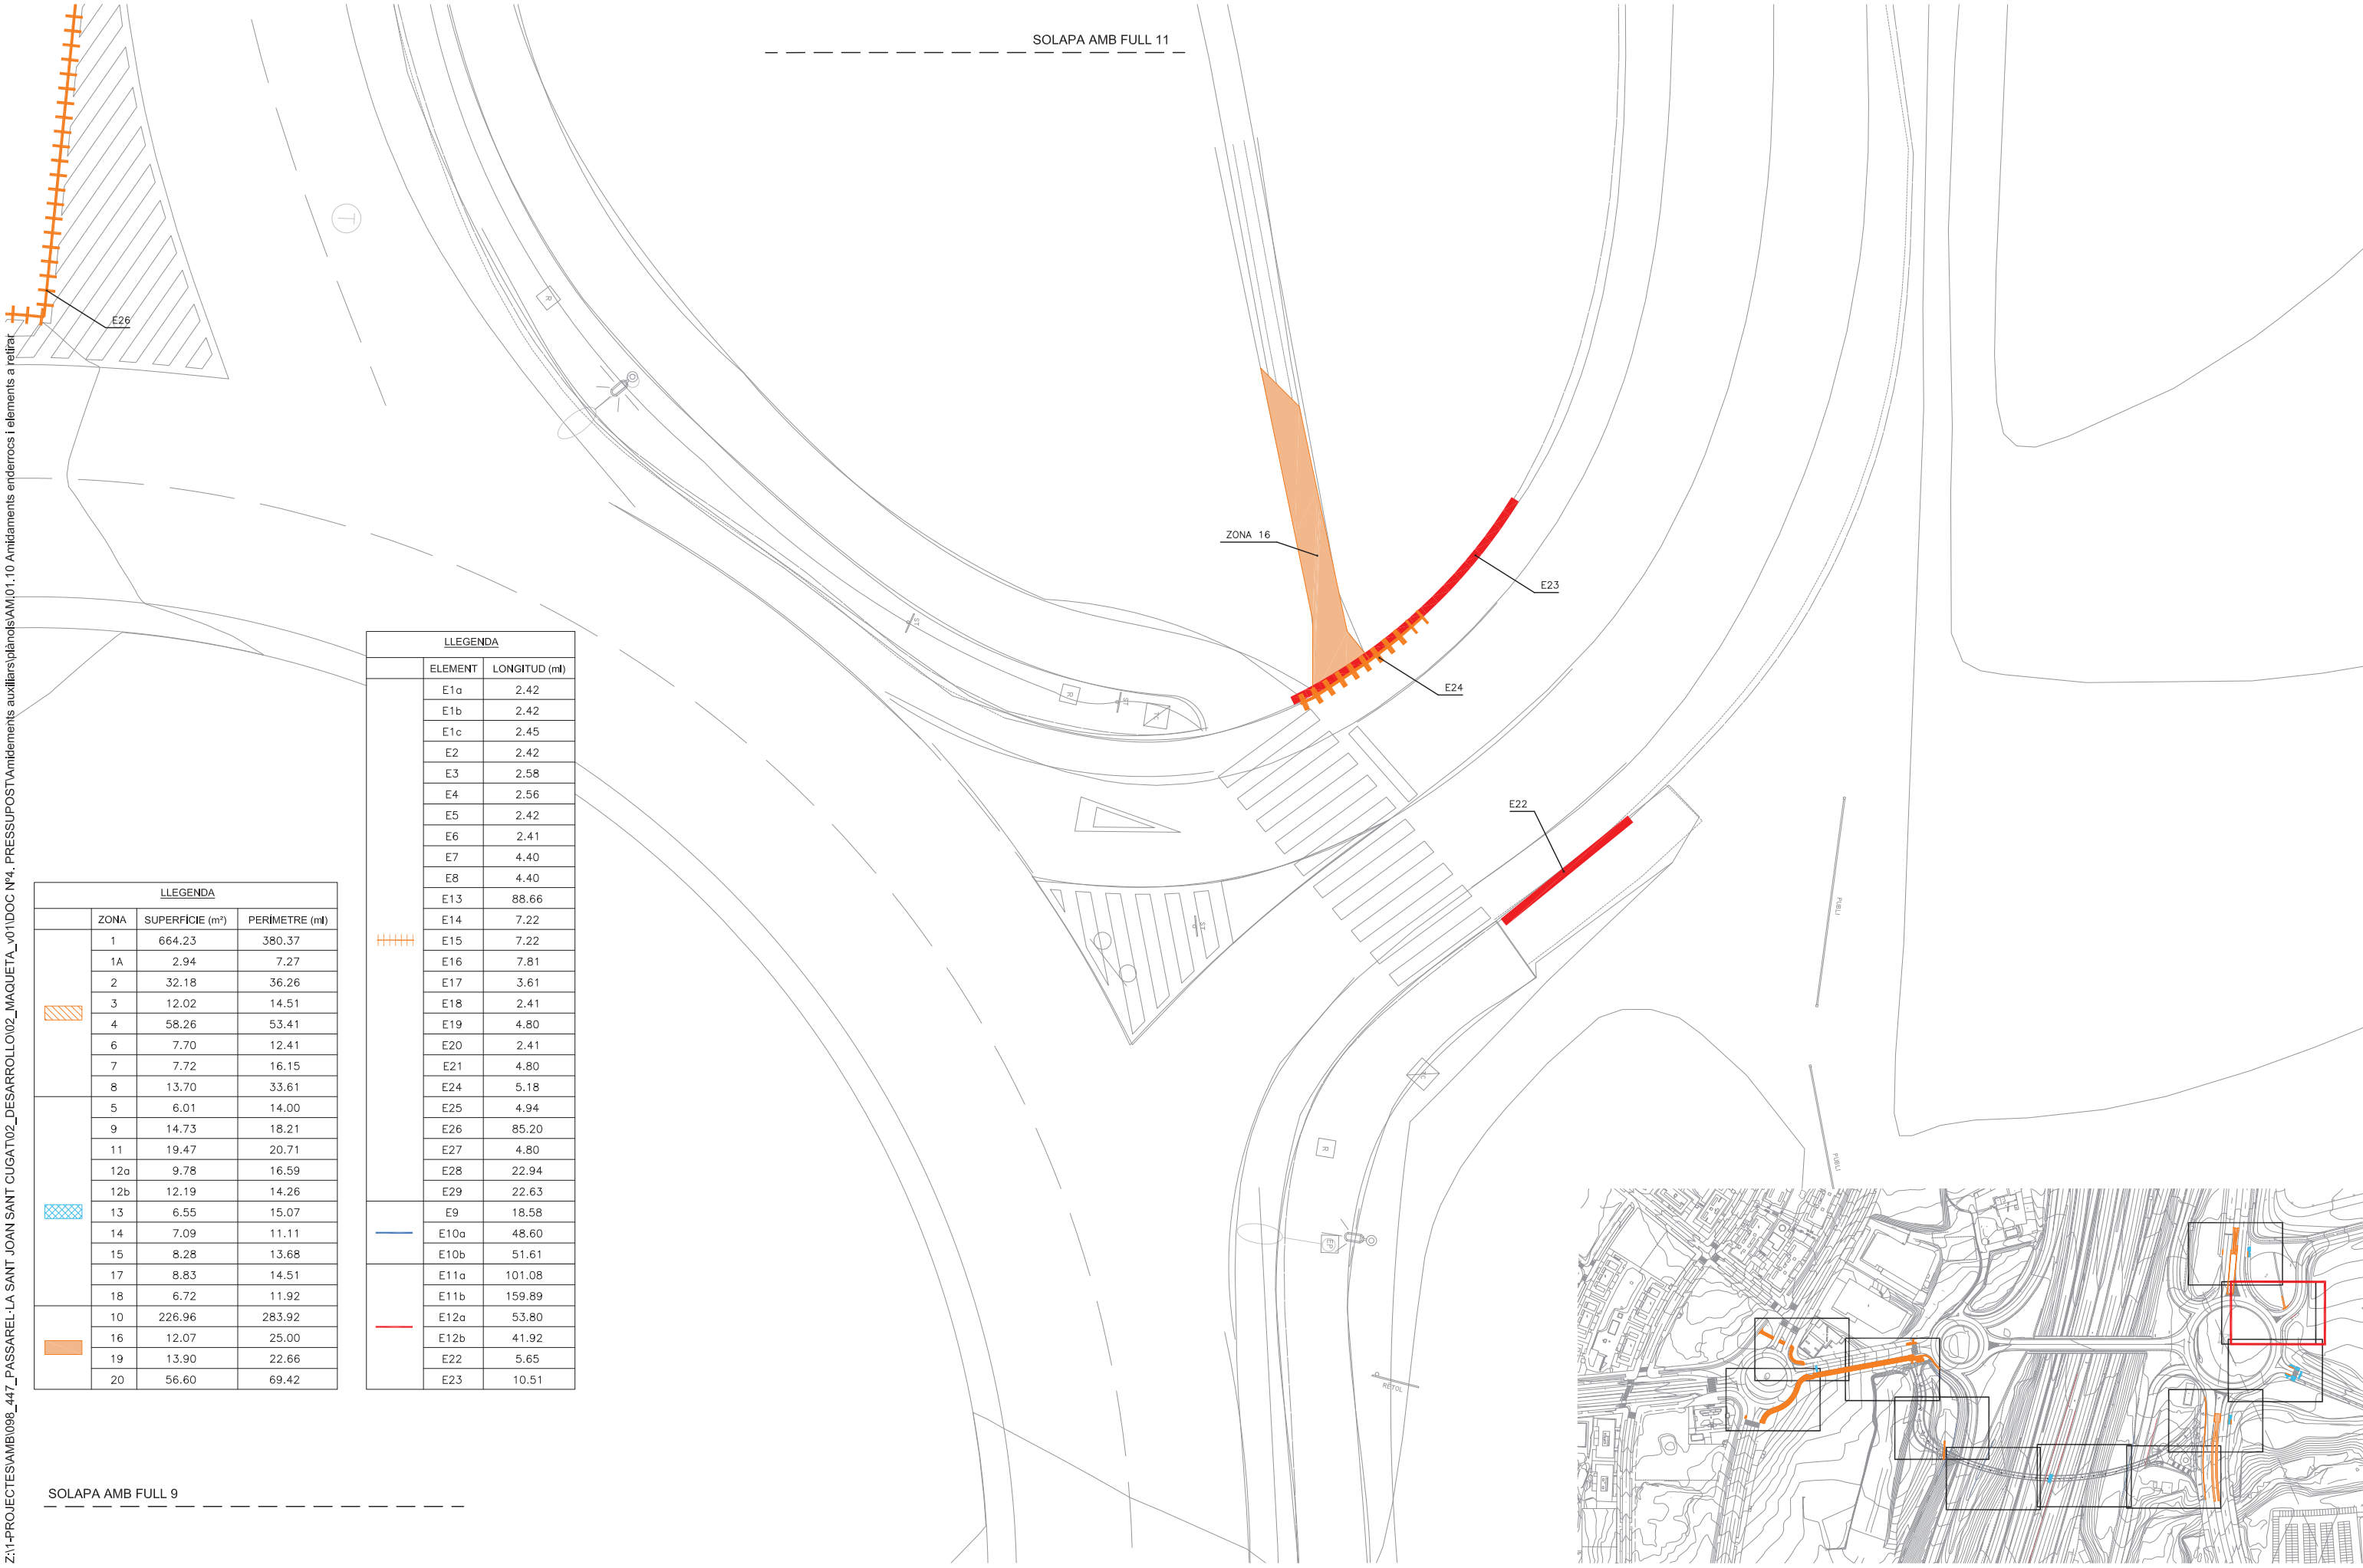 SOLAPA AMB FULL 11
E26
ZONA 16
E23
E24
E22
R
ST
R
ST
ST
R
PUBLI
PUBLI
RETOL
LLEGENDA
ELEMENT LONGITUD (ml)
E1a 2.42
E1b 2.42
E1c 2.45
E2 2.42
E3 2.58
E4 2.56
E5 2.42
E6 2.41
E7 4.40
E8 4.40
E13 88.66
E14 7.22
E15 7.22
E16 7.81
E17 3.61
E18 2.41
E19 4.80
E20 2.41
E21 4.80
E24 5.18
E25 4.94
E26 85.20
E27 4.80
E28 22.94
E29 22.63
E9 18.58
E10a 48.60
E10b 51.61
E11a 101.08
E11b 159.89
E12a 53.80
E12b 41.92
E22 5.65
E23 10.51
LLEGENDA
ZONA SUPERFÍCIE (m²) PERÍMETRE (ml)
1 664.23 380.37
1A 2.94 7.27
2 32.18 36.26
3 12.02 14.51
4 58.26 53.41
6 7.70 12.41
7 7.72 16.15
8 13.70 33.61
5 6.01 14.00
9 14.73 18.21
11 19.47 20.71
12a 9.78 16.59
12b 12.19 14.26
13 6.55 15.07
14 7.09 11.11
15 8.28 13.68
17 8.83 14.51
18 6.72 11.92
10 226.96 283.92
16 12.07 25.00
19 13.90 22.66
20 56.60 69.42
SOLAPA AMB FULL 9
Z:\1-PROJECTES\AMB\098_447_PASSAREL·LA SANT JOAN SANT CUGAT\02_DESARROLLO\02_MAQUETA_v01\DOC Nº4. PRESSUPOST\Amidements auxiliars\plànols\AM.01.10 Amidaments enderrocs i elements a retirar